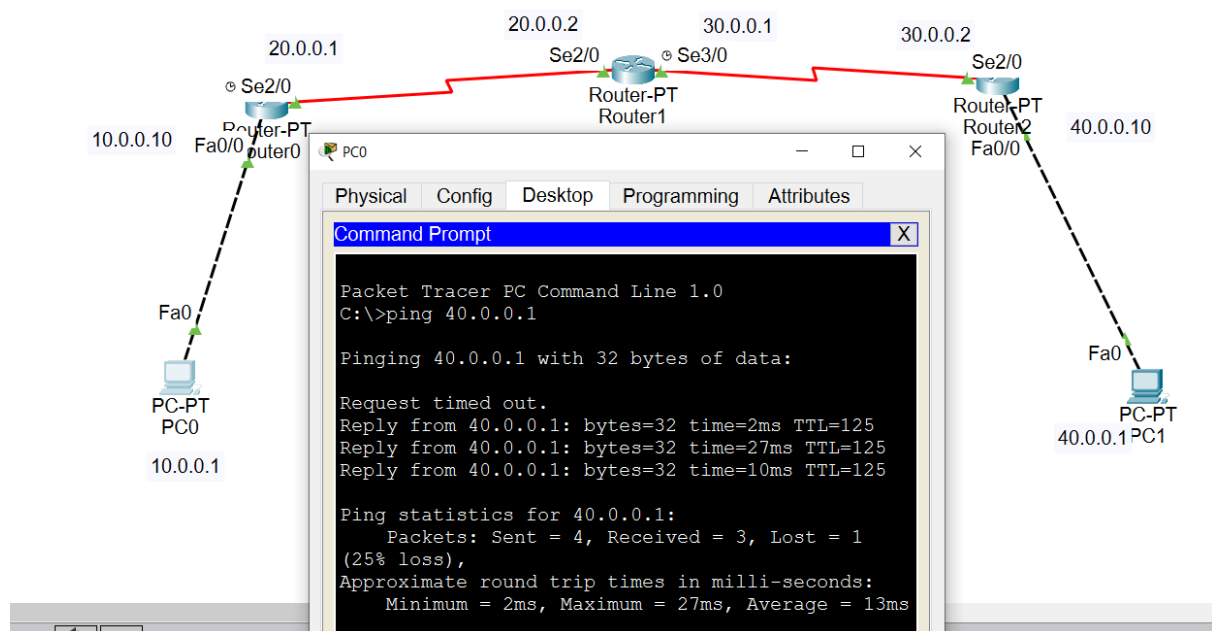 20.0.0.2
30.0.0.1
20.0.0.1
30.0.0.2
Se2/0
Se3/0
Se2/0
Se2/0
Router-PT
Router1
Router-PT
Router2
Fa0/0
40.0.0.10
10.0.0.10
Router-PT
Fa0/0
outer0
PC0
Physical Config Desktop Programming Attributes
Command Prompt
X
Packet Tracer PC Command Line 1.0
C:\>ping 40.0.0.1
Pinging 40.0.0.1 with 32 bytes of data:
Request timed out.
Reply from 40.0.0.1: bytes=32 time=2ms TTL=125
Reply from 40.0.0.1: bytes=32 time=27ms TTL=125
Reply from 40.0.0.1: bytes=32 time=10ms TTL=125
Ping statistics for 40.0.0.1:
Packets: Sent = 4, Received = 3, Lost = 1
(25% loss),
Approximate round trip times in milli-seconds:
Minimum = 2ms, Maximum = 27ms, Average = 13ms
Fa0
PC-PT
PC0
10.0.0.1
Fa0
PC-PT
PC1
40.0.0.1